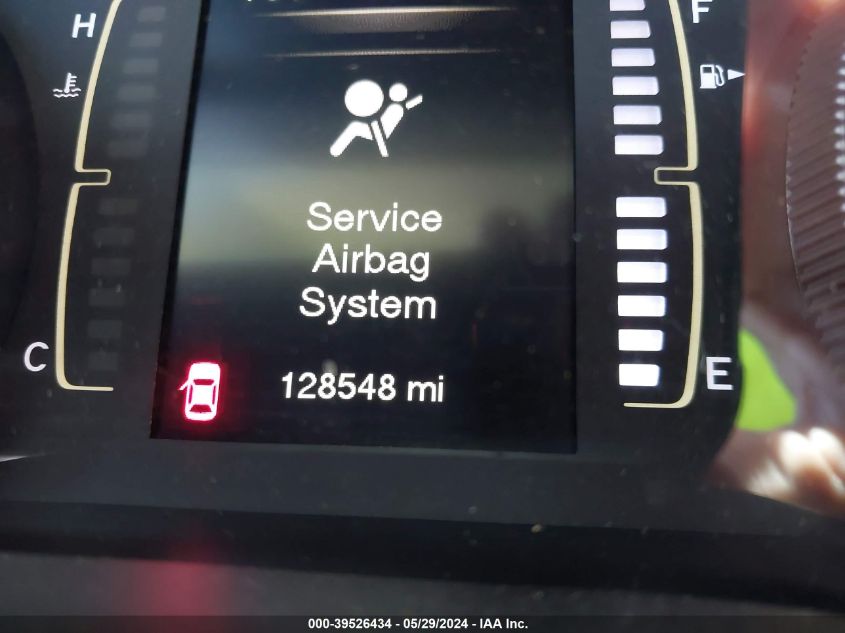 H
F
Service
Airbag
System
C
128548 mi
E
000-39526434 - 05/29/2024 - IAA Inc.